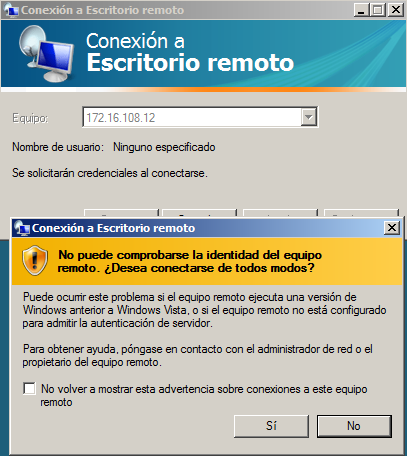 Conexión a Escritorio remoto
Conexión a
Escritorio remoto
Equipo:
172.16.108.12
Nombre de usuario: Ninguno especificado
Se solicitarán credenciales al conectarse.
Conexión a Escritorio remoto
No puede comprobarse la identidad del equipo
remoto. ¿Desea conectarse de todos modos?
Puede ocurrir este problema si el equipo remoto ejecuta una versión de
Windows anterior a Windows Vista, o si el equipo remoto no está configurado
para admitir la autenticación de servidor.
Para obtener ayuda, póngase en contacto con el administrador de red o el
propietario del equipo remoto.
No volver a mostrar esta advertencia sobre conexiones a este equipo
remoto
Sí
No